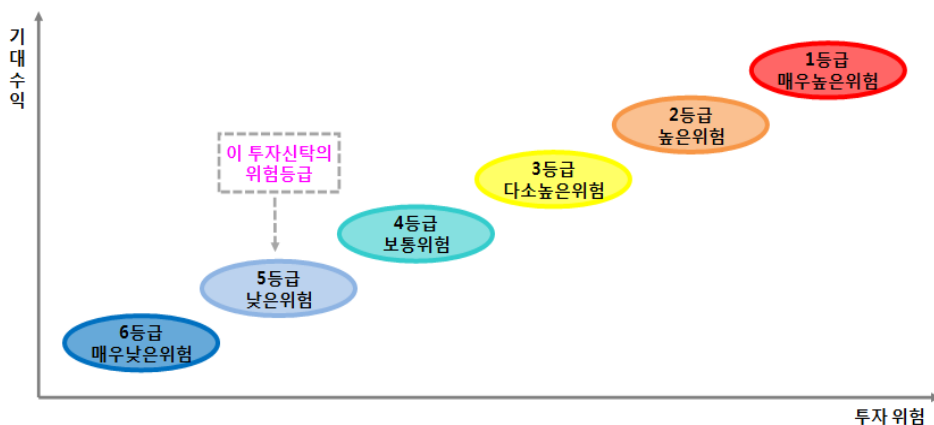 기대수익
1등급
매우높은위험
2등급
높은위험
3등급
다소높은위험
이 투자신탁의
위험등급
4등급
보통위험
5등급
낮은위험
6등급
매우낮은위험
투자 위험